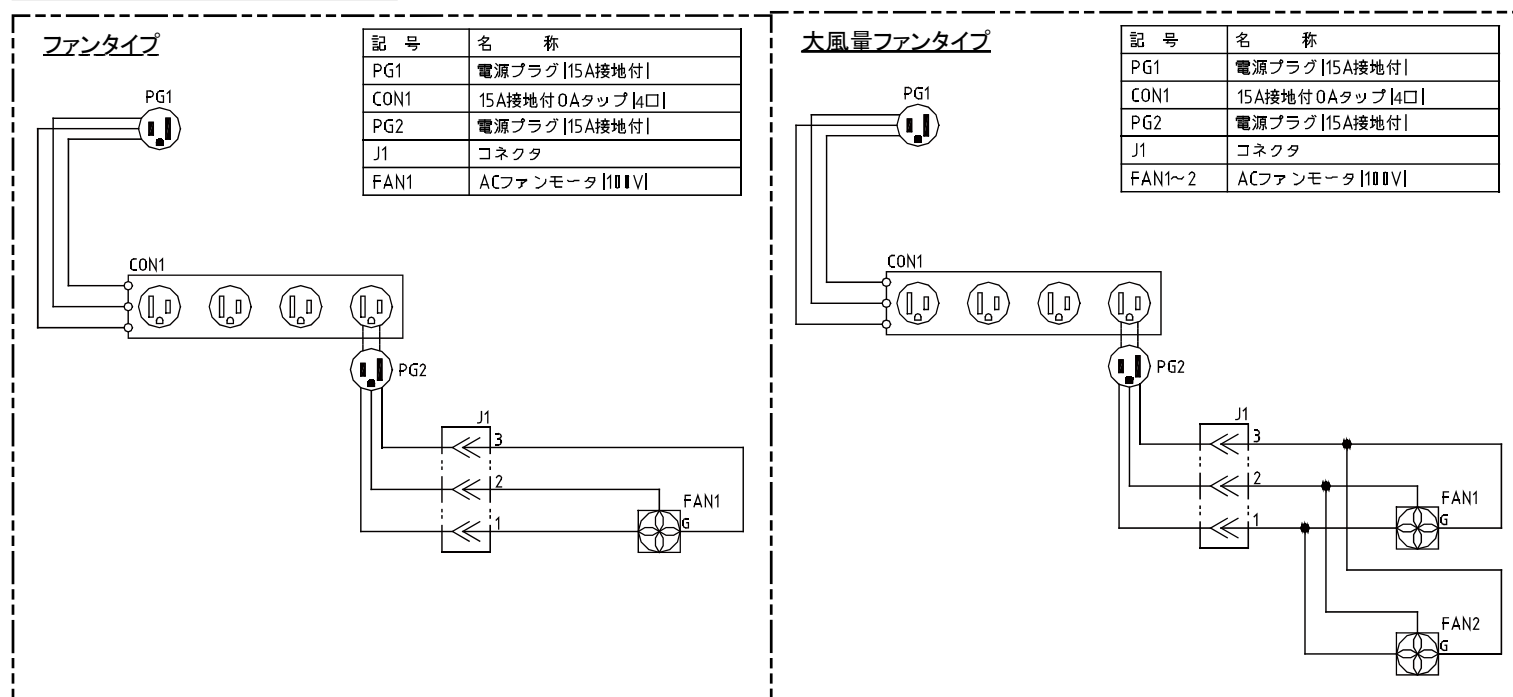 ファンタイプ
記 号 名 称
PG1 電源プラグ|15A接地付|
CON1 15A接地付OAタップ|4口|
PG2 電源プラグ|15A接地付|
J1 コネクタ
FAN1 ACファンモータ|100V|
PG1
CON1
PG2
J1
3
2
1
FAN1
G
大風量ファンタイプ
記 号 名 称
PG1 電源プラグ|15A接地付|
CON1 15A接地付OAタップ|4口|
PG2 電源プラグ|15A接地付|
J1 コネクタ
FAN1~2 ACファンモータ|100V|
PG1
CON1
PG2
J1
3
2
1
FAN1
G
FAN2
G